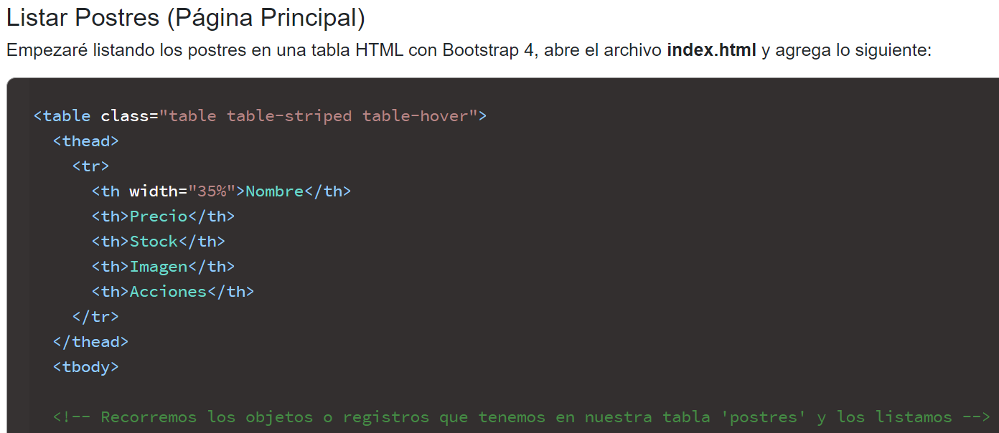 Listar Postres (Página Principal)
Empezaré listando los postres en una tabla HTML con Bootstrap 4, abre el archivo index.html y agrega lo siguiente:
<table class="table table-striped table-hover">
  <thead>
    <tr>
      <th width="35%">Nombre</th>
      <th>Precio</th>
      <th>Stock</th>
      <th>Imagen</th>
      <th>Acciones</th>
    </tr>
  </thead>
  <tbody>
  <!-- Recorremos los objetos o registros que tenemos en nuestra tabla 'postres' y los listamos -->